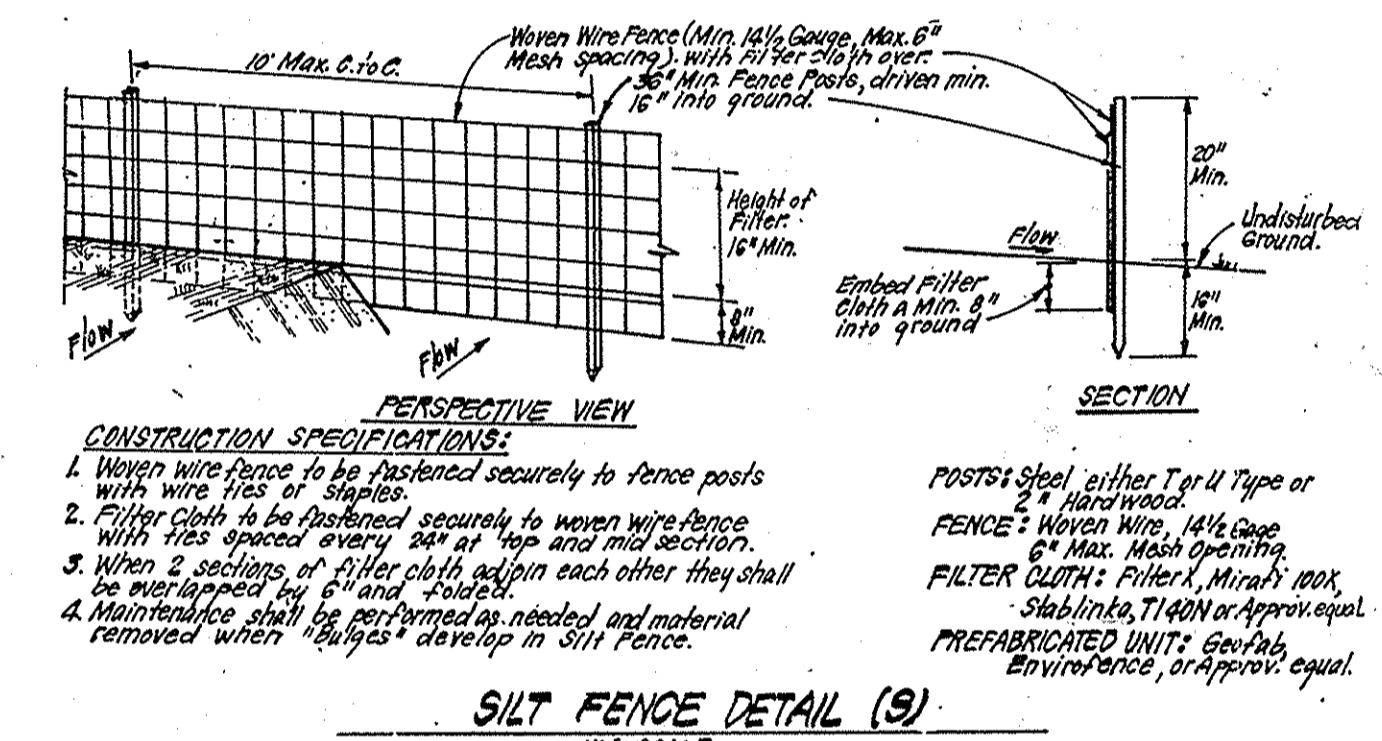 Woven Wire Fence (Min. 14½ Gauge, Max. 6"
Mesh spacing). with Filter Cloth over.
36" Min. Fence Posts, driven min.
16" into ground.
10' Max. C. to C.
Height of
Filter.
16" Min.
8"
Min.
Flow
Flow
PERSPECTIVE VIEW
20"
Min.
Undisturbed
Ground.
Flow
Embed Filter
Cloth A Min. 8"
into ground
16"
Min.
SECTION
CONSTRUCTION SPECIFICATIONS:
1. Woven wire fence to be fastened securely to fence posts
with wire ties or staples.
2. Filter Cloth to be fastened securely to woven wire fence
with ties spaced every 24" at top and mid section.
3. When 2 sections of filter cloth adjoin each other they shall
be overlapped by 6" and folded.
4. Maintenance shall be performed as needed and material
removed when "Bulges" develop in Silt Fence.
POSTS: Steel either T or U Type or
2" Hardwood.
FENCE: Woven Wire, 14½ Gage
6" Max. Mesh Opening.
FILTER CLOTH: Filter X, Mirafi 100X,
Stablinka, T140N or Approv. equal
PREFABRICATED UNIT: Geofab,
Envirofence, or Approv. equal.
SILT FENCE DETAIL (S)